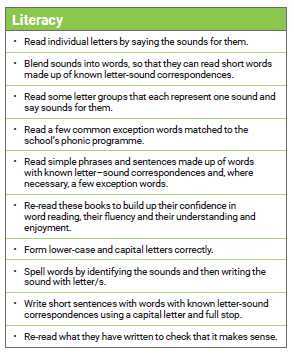 Literacy
• Read individual letters by saying the sounds for them.
• Blend sounds into words, so that they can read short words
made up of known letter-sound correspondences.
• Read some letter groups that each represent one sound and
say sounds for them.
• Read a few common exception words matched to the
school's phonic programme.
• Read simple phrases and sentences made up of words
with known letter–sound correspondences and, where
necessary, a few exception words.
• Re-read these books to build up their confidence in
word reading, their fluency and their understanding and
enjoyment.
• Form lower-case and capital letters correctly.
• Spell words by identifying the sounds and then writing the
sound with letter/s.
• Write short sentences with words with known letter-sound
correspondences using a capital letter and full stop.
• Re-read what they have written to check that it makes sense.